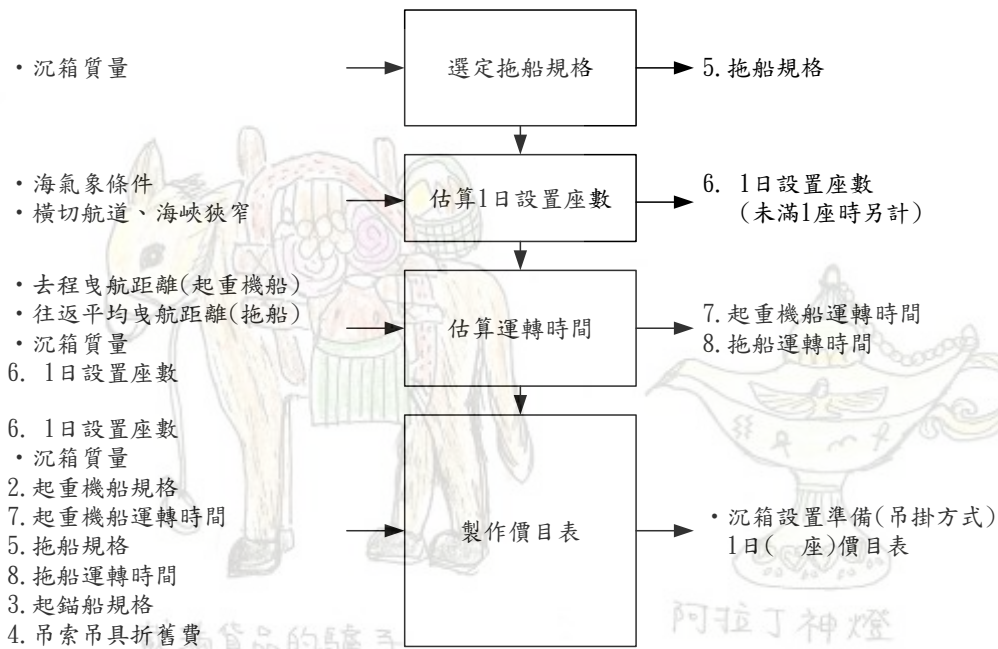 ・沉箱質量
選定拖船規格
5.拖船規格
・海氣象條件
・橫切航道、海峽狹窄
估算1日設置座數
6. 1日設置座數
(未滿1座時另計)
・去程曳航距離(起重機船)
・往返平均曳航距離(拖船)
・沉箱質量
6. 1日設置座數
估算運轉時間
7.起重機船運轉時間
8.拖船運轉時間
6. 1日設置座數
・沉箱質量
2.起重機船規格
7.起重機船運轉時間
5.拖船規格
8.拖船運轉時間
3.起錨船規格
4.吊索吊具折舊費
製作價目表
・沉箱設置準備(吊掛方式)
1日( 座)價目表
貨品的驢子
阿拉丁神燈